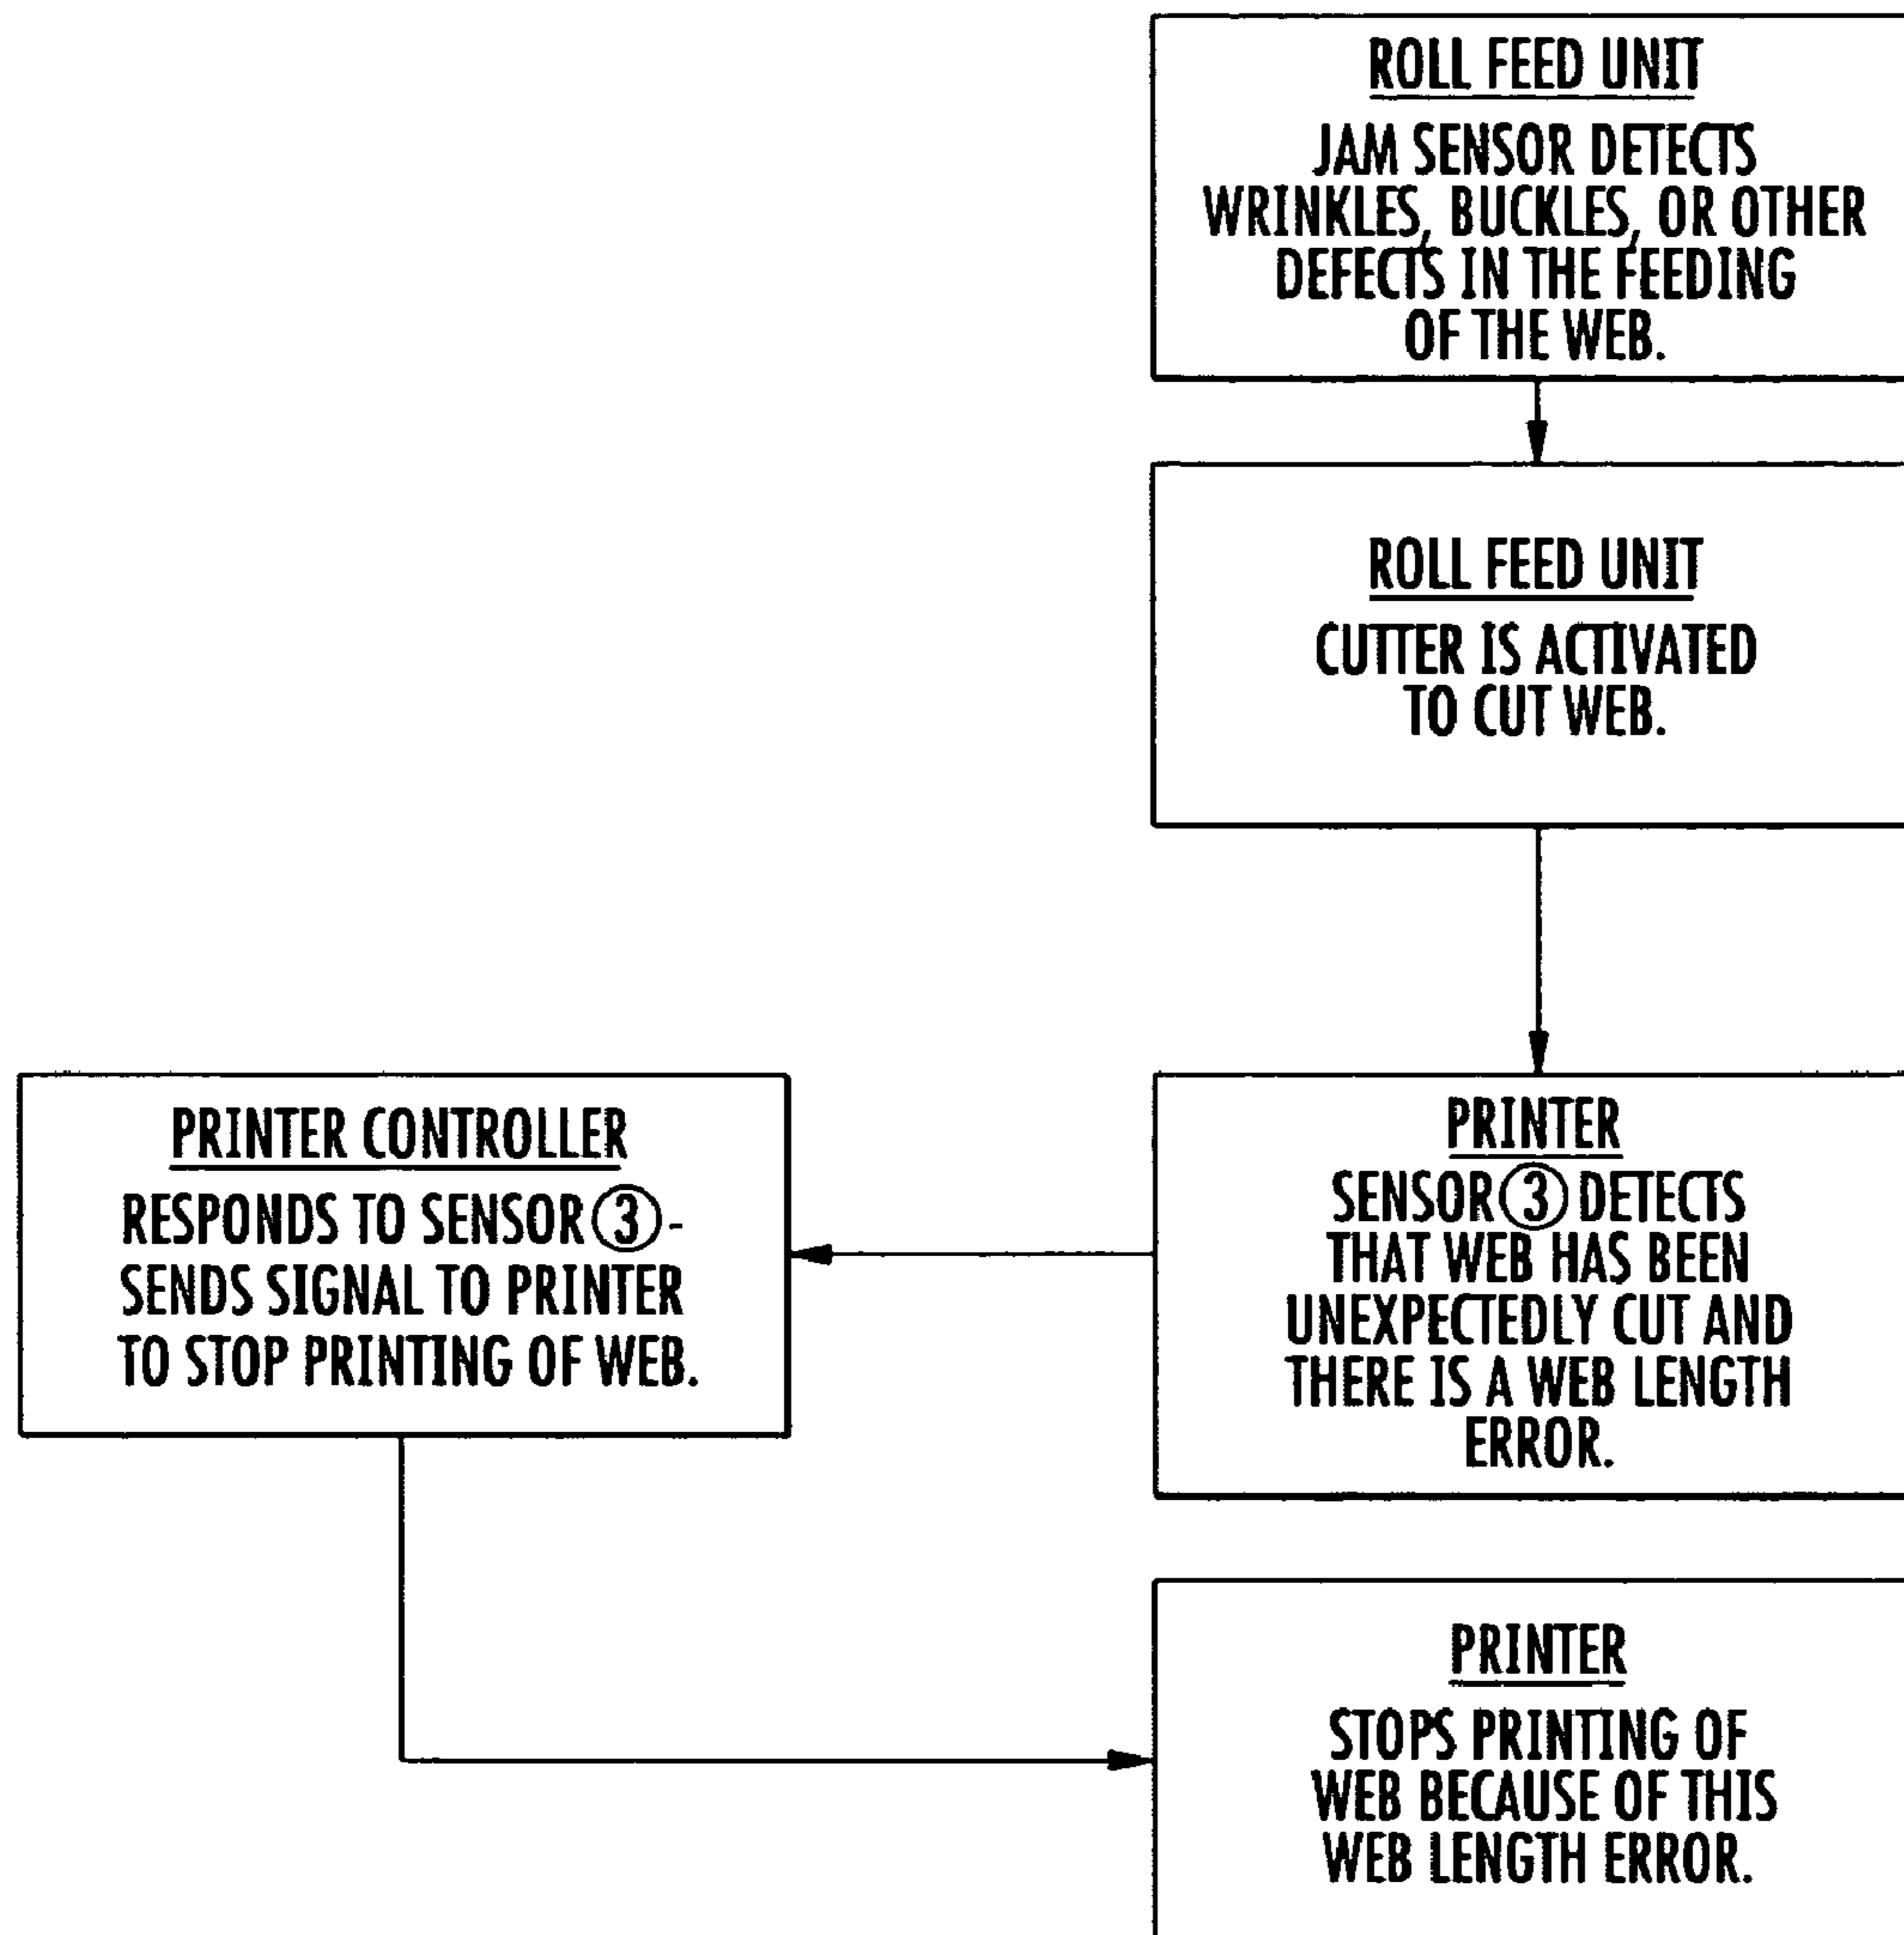 ROLL FEED UNIT
JAM SENSOR DETECTS
WRINKLES, BUCKLES, OR OTHER
DEFECTS IN THE FEEDING
OF THE WEB.
ROLL FEED UNIT
CUTTER IS ACTIVATED
TO CUT WEB.
PRINTER
SENSOR ③ DETECTS
THAT WEB HAS BEEN
UNEXPECTEDLY CUT AND
THERE IS A WEB LENGTH
ERROR.
PRINTER CONTROLLER
RESPONDS TO SENSOR ③ -
SENDS SIGNAL TO PRINTER
TO STOP PRINTING OF WEB.
PRINTER
STOPS PRINTING OF
WEB BECAUSE OF THIS
WEB LENGTH ERROR.